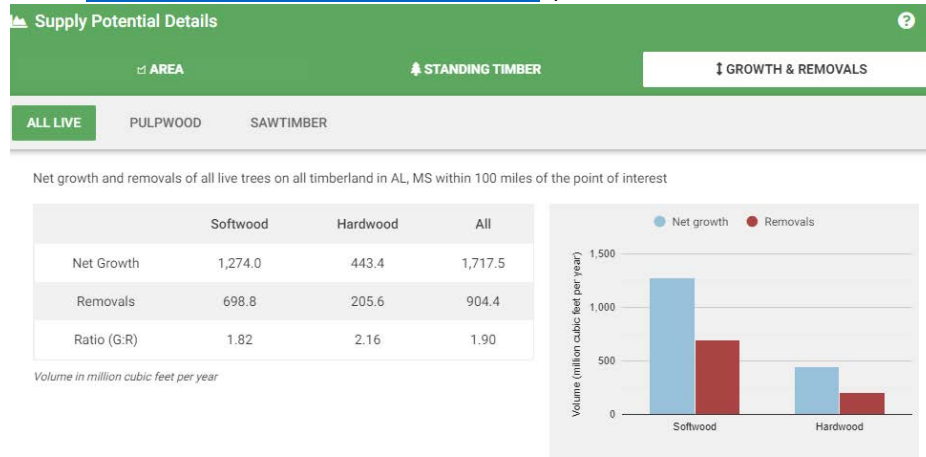 Supply Potential Details
?
AREA
STANDING TIMBER
GROWTH & REMOVALS
ALL LIVE
PULPWOOD
SAWTIMBER
Net growth and removals of all live trees on all timberland in AL, MS within 100 miles of the point of interest
Softwood Hardwood All
Net Growth 1,274.0 443.4 1,717.5
Removals 698.8 205.6 904.4
Ratio (G:R) 1.82 2.16 1.90
Volume in million cubic feet per year
Net growth Removals
Volume (million cubic feet per year)
1,500
1,000
500
0
Softwood Hardwood